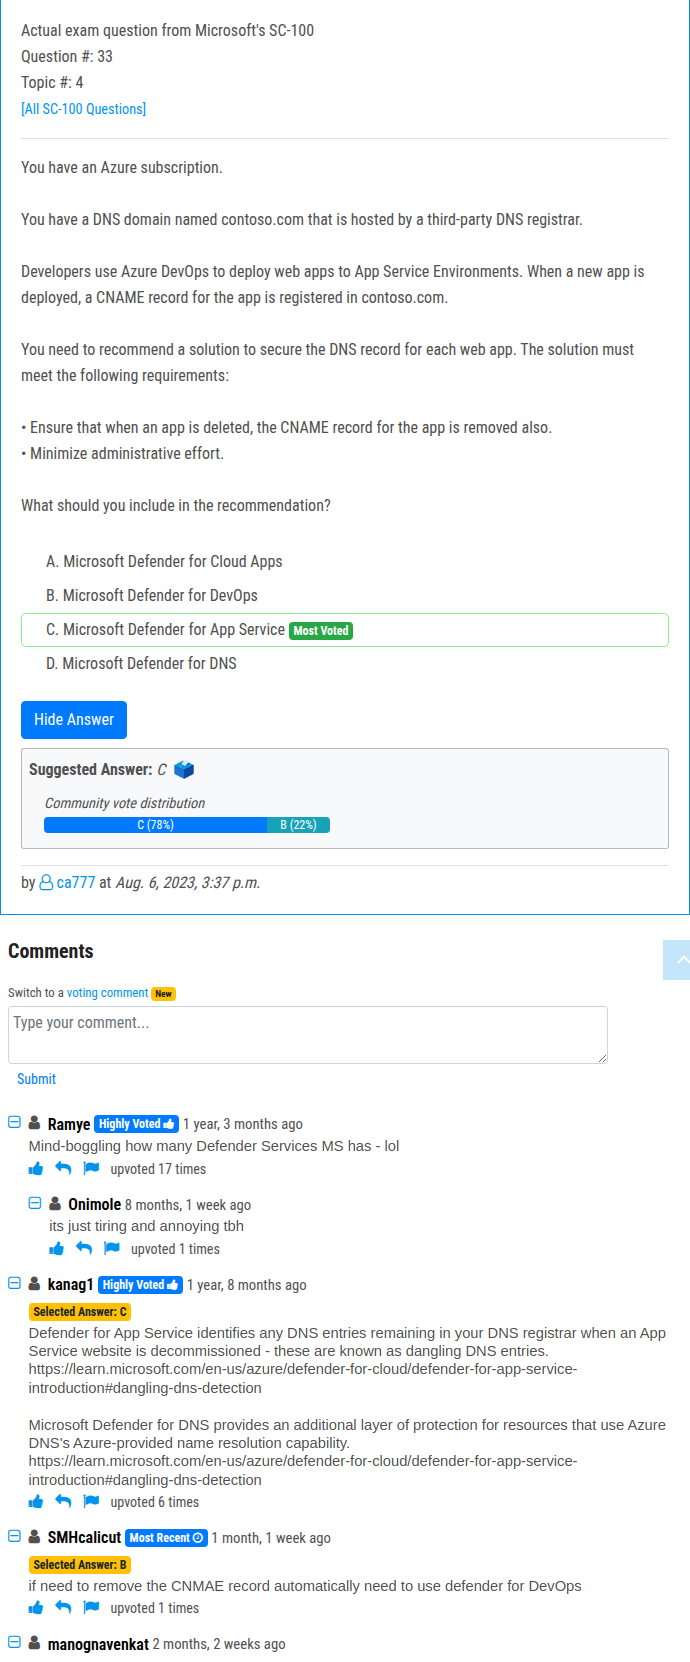 Actual exam question from Microsoft's SC-100
Question #: 33
Topic #: 4
[All SC-100 Questions]
You have an Azure subscription.
You have a DNS domain named contoso.com that is hosted by a third-party DNS registrar.
Developers use Azure DevOps to deploy web apps to App Service Environments. When a new app is
deployed, a CNAME record for the app is registered in contoso.com.
You need to recommend a solution to secure the DNS record for each web app. The solution must
meet the following requirements:
• Ensure that when an app is deleted, the CNAME record for the app is removed also.
• Minimize administrative effort.
What should you include in the recommendation?
A. Microsoft Defender for Cloud Apps
B. Microsoft Defender for DevOps
C. Microsoft Defender for App Service Most Voted
D. Microsoft Defender for DNS
Hide Answer
Suggested Answer: C
Community vote distribution
C (78%) B (22%)
by ca777 at Aug. 6, 2023, 3:37 p.m.
Comments
Switch to a voting comment New
Type your comment...
Submit
Ramye Highly Voted 1 year, 3 months ago
Mind-boggling how many Defender Services MS has - lol
upvoted 17 times
Onimole 8 months, 1 week ago
its just tiring and annoying tbh
upvoted 1 times
kanag1 Highly Voted 1 year, 8 months ago
Selected Answer: C
Defender for App Service identifies any DNS entries remaining in your DNS registrar when an App
Service website is decommissioned - these are known as dangling DNS entries.
https://learn.microsoft.com/en-us/azure/defender-for-cloud/defender-for-app-service-
introduction#dangling-dns-detection
Microsoft Defender for DNS provides an additional layer of protection for resources that use Azure
DNS's Azure-provided name resolution capability.
https://learn.microsoft.com/en-us/azure/defender-for-cloud/defender-for-app-service-
introduction#dangling-dns-detection
upvoted 6 times
SMHcalicut Most Recent 1 month, 1 week ago
Selected Answer: B
if need to remove the CNMAE record automatically need to use defender for DevOps
upvoted 1 times
manognavenkat 2 months, 2 weeks ago